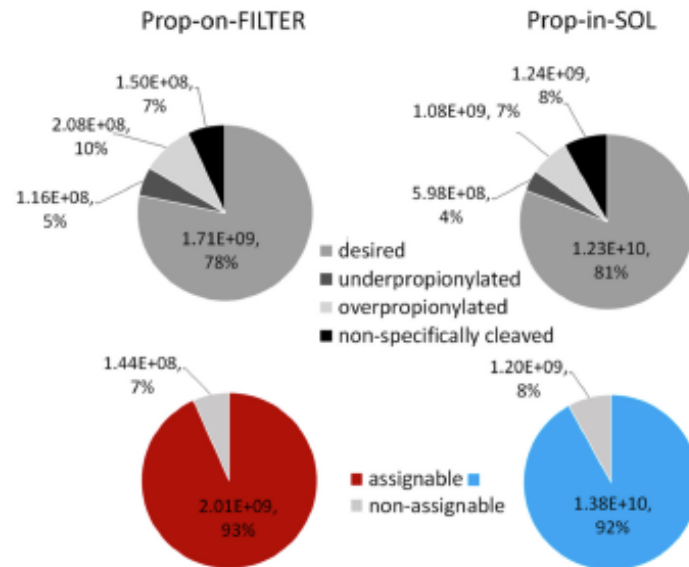 Prop-on-FILTER
Prop-in-SOL
1.50E+08,
7%
2.08E+08,
10%
1.16E+08,
5%
1.71E+09,
78%
1.24E+09,
8%
1.08E+09, 7%
5.98E+08,
4%
1.23E+10,
81%
desired
underpropionylated
overpropionylated
non-specifically cleaved
1.44E+08,
7%
2.01E+09,
93%
1.20E+09,
8%
1.38E+10,
92%
assignable
non-assignable